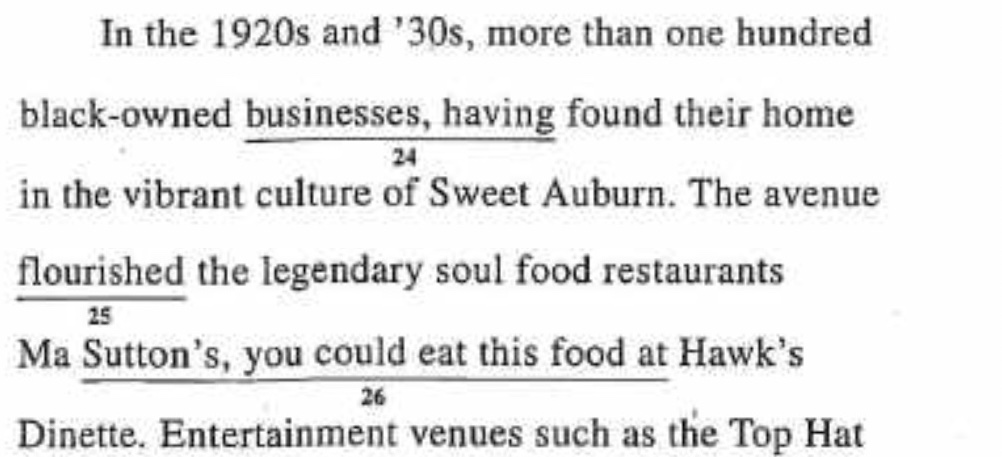 In the 1920s and ’30s, more than one hundred
black-owned businesses, having found their home
24
in the vibrant culture of Sweet Auburn. The avenue
flourished the legendary soul food restaurants
25
Ma Sutton’s, you could eat this food at Hawk’s
26
Dinette. Entertainment venues such as the Top Hat